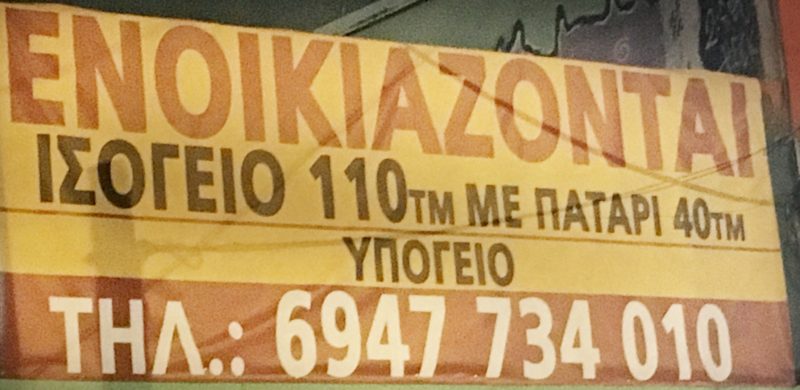 ΕΝΟΙΚΙΑΖΟΝΤΑΙ
ΙΣΟΓΕΙΟ 110ΤΜ ΜΕ ΠΑΤΑΡΙ 40ΤΜ
ΥΠΟΓΕΙΟ
ΤΗΛ.: 6947 734 010